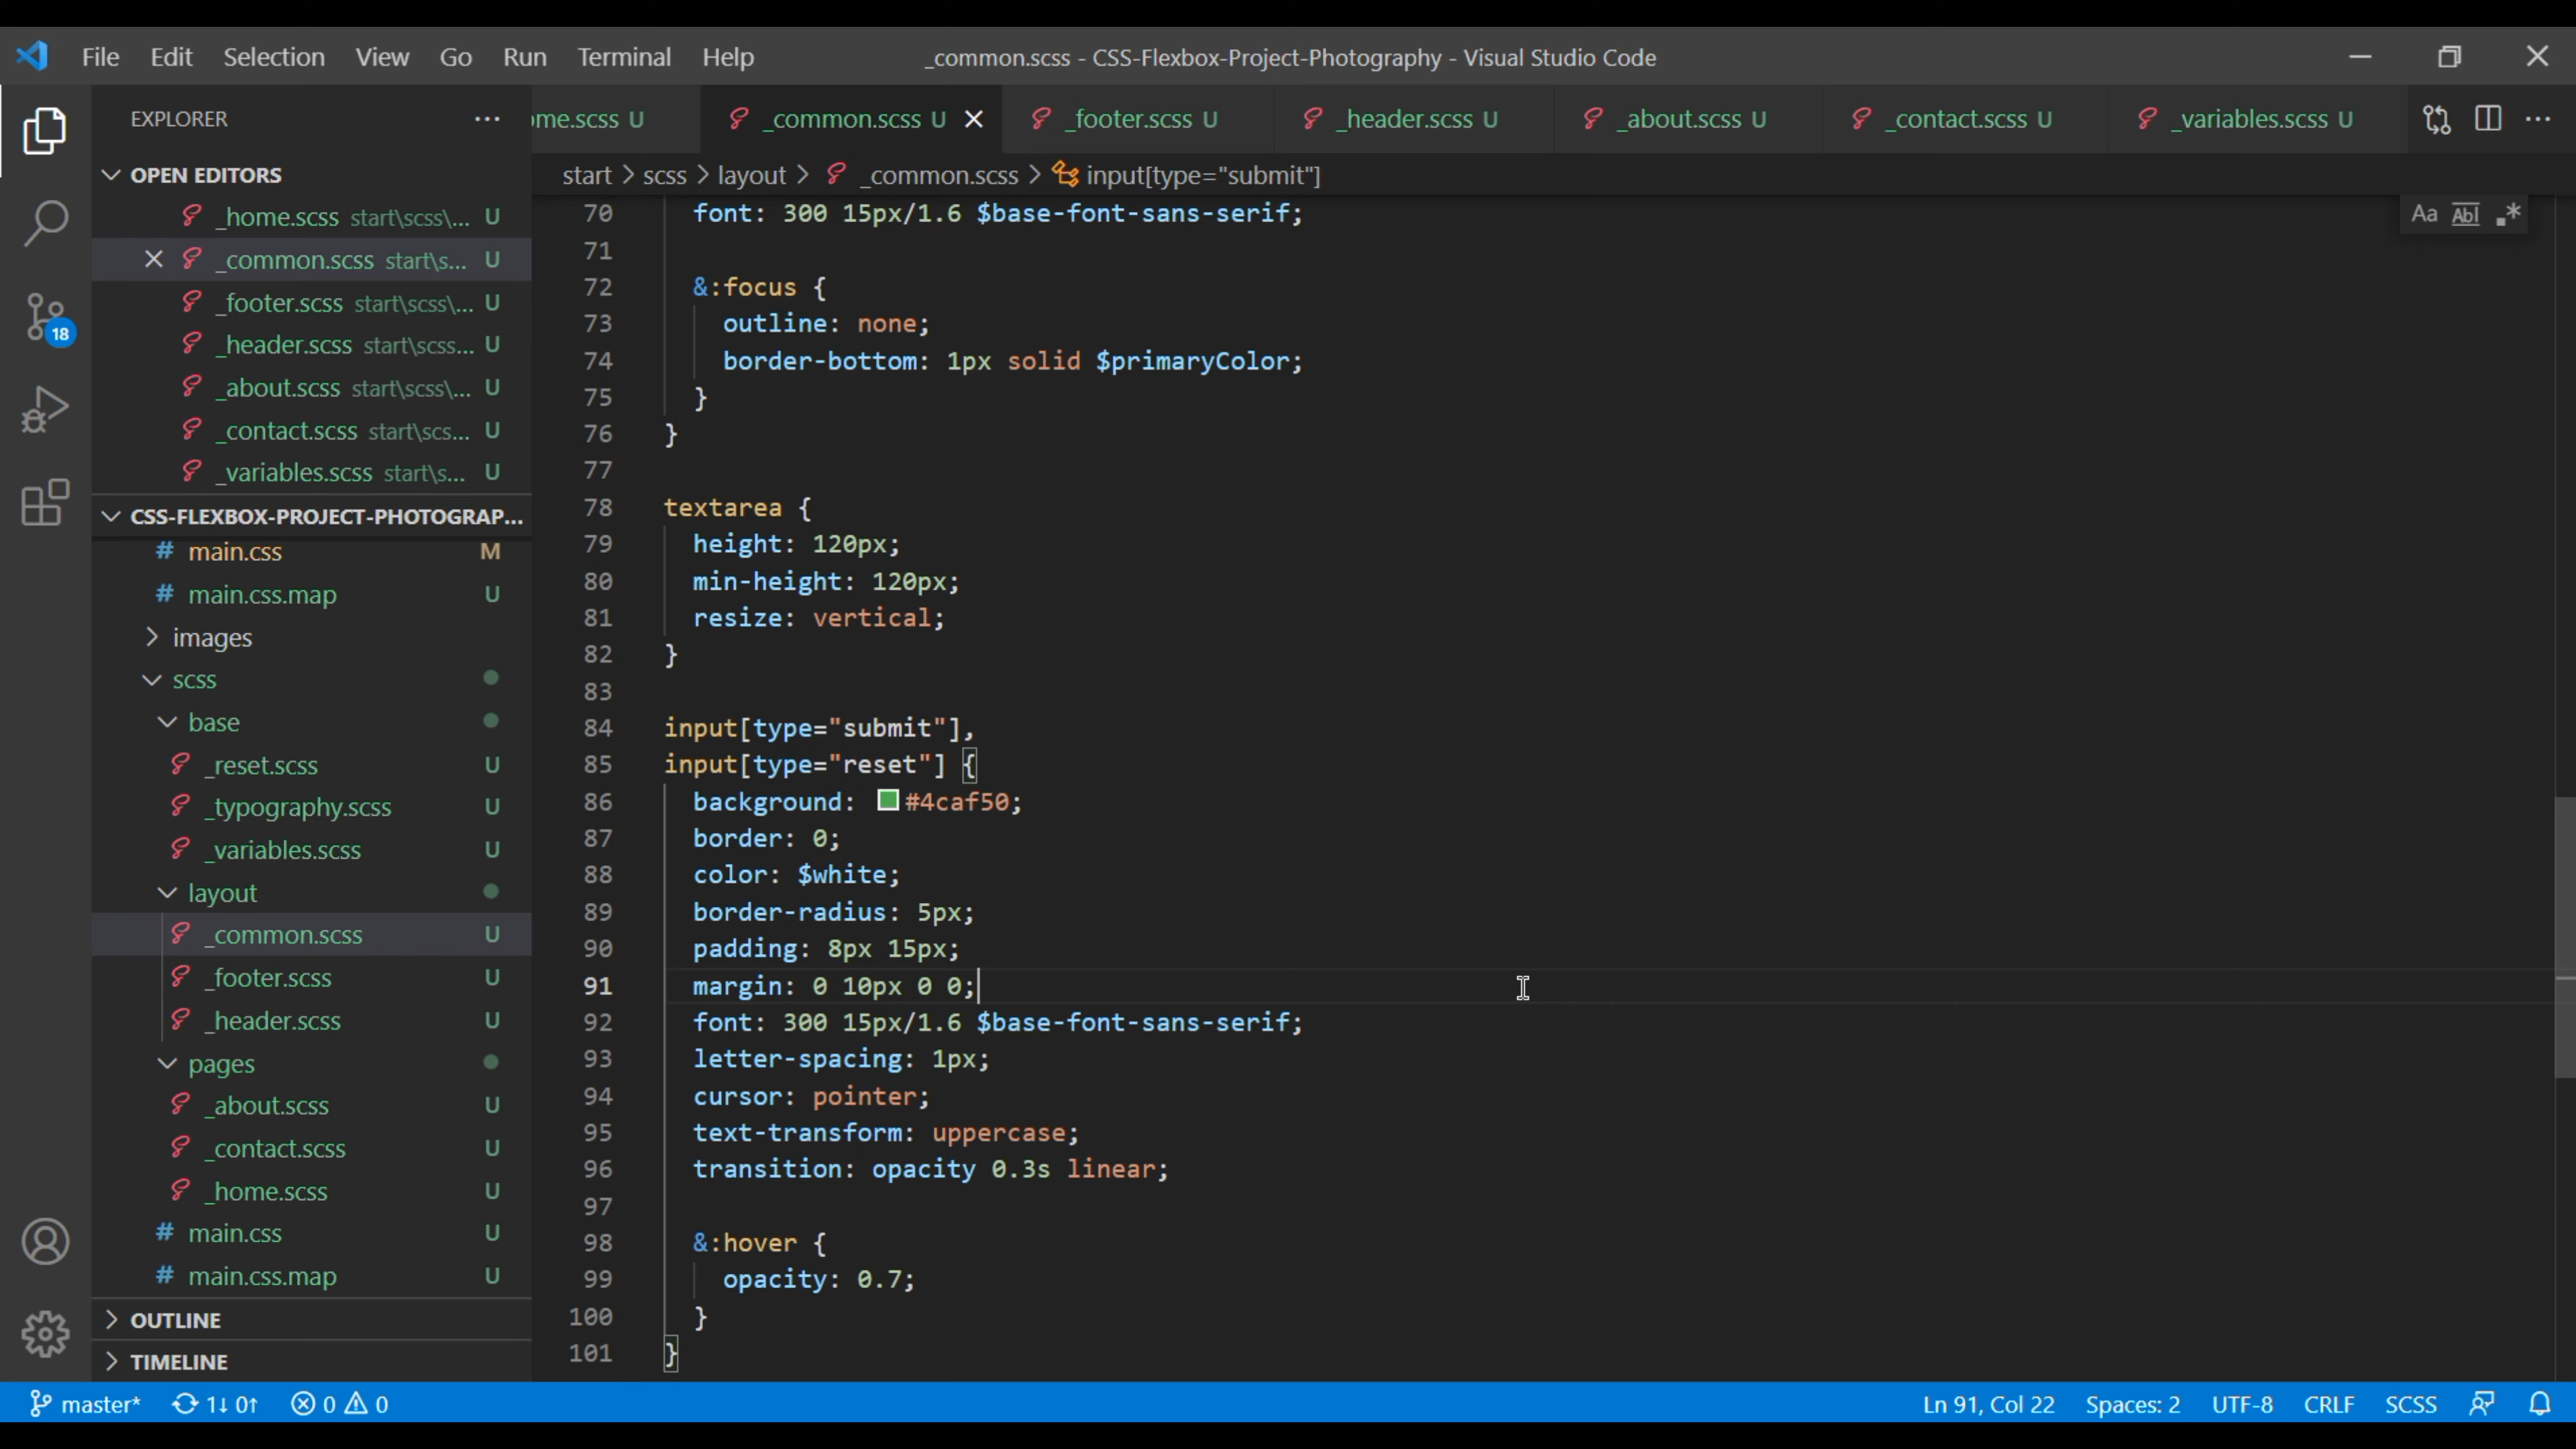 File Edit Selection View Go Run Terminal Help _common.scss - CSS-Flexbox-Project-Photography - Visual Studio Code
EXPLORER ...
ome.scss U _common.scss U _footer.scss U _header.scss U _about.scss U _contact.scss U _variables.scss U
start > scss > layout > _common.scss > input[type="submit"]
Aa Abl .*
OPEN EDITORS
_home.scss start\scss\... U
_common.scss start\s... U
_footer.scss start\scss\... U
_header.scss start\scss... U
_about.scss start\scss\... U
_contact.scss start\scs... U
_variables.scss start\s... U
18
CSS-FLEXBOX-PROJECT-PHOTOGRAP...
# main.css M
# main.css.map U
images
scss
base
_reset.scss U
_typography.scss U
_variables.scss U
layout
_common.scss U
_footer.scss U
_header.scss U
pages
_about.scss U
_contact.scss U
_home.scss U
# main.css U
# main.css.map U
OUTLINE
TIMELINE
70 font: 300 15px/1.6 $base-font-sans-serif;
71
72 &:focus {
73 outline: none;
74 border-bottom: 1px solid $primaryColor;
75 }
76 }
77
78 textarea {
79 height: 120px;
80 min-height: 120px;
81 resize: vertical;
82 }
83
84 input[type="submit"],
85 input[type="reset"] {
86 background: #4caf50;
87 border: 0;
88 color: $white;
89 border-radius: 5px;
90 padding: 8px 15px;
91 margin: 0 10px 0 0;
92 font: 300 15px/1.6 $base-font-sans-serif;
93 letter-spacing: 1px;
94 cursor: pointer;
95 text-transform: uppercase;
96 transition: opacity 0.3s linear;
97
98 &:hover {
99 opacity: 0.7;
100 }
101 }
master* 1↓ 0↑ 0 0 Ln 91, Col 22 Spaces: 2 UTF-8 CRLF SCSS